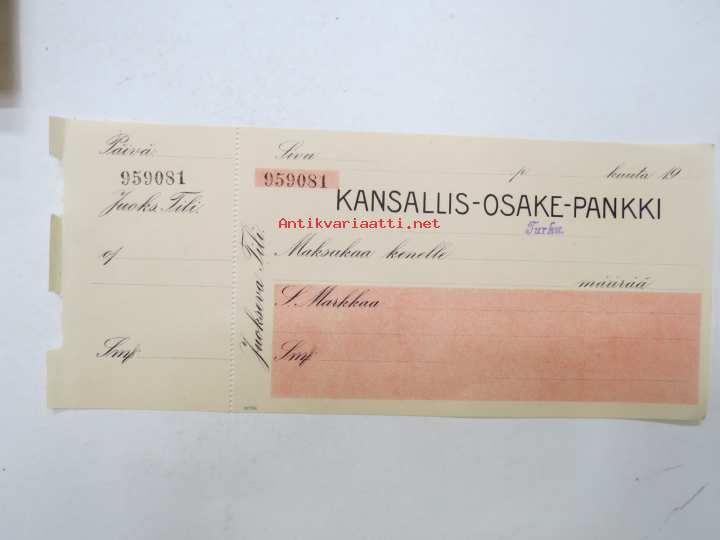 Päivä
959081
Juoks. Tili.
of
Smf
Juokseva Tili.
Sivu p. kuuta 19
959081
KANSALLIS-OSAKE-PANKKI
Turku.
Antikvariaatti.net
Maksakaa kenelle
määrää
S. Markkaa
Smf